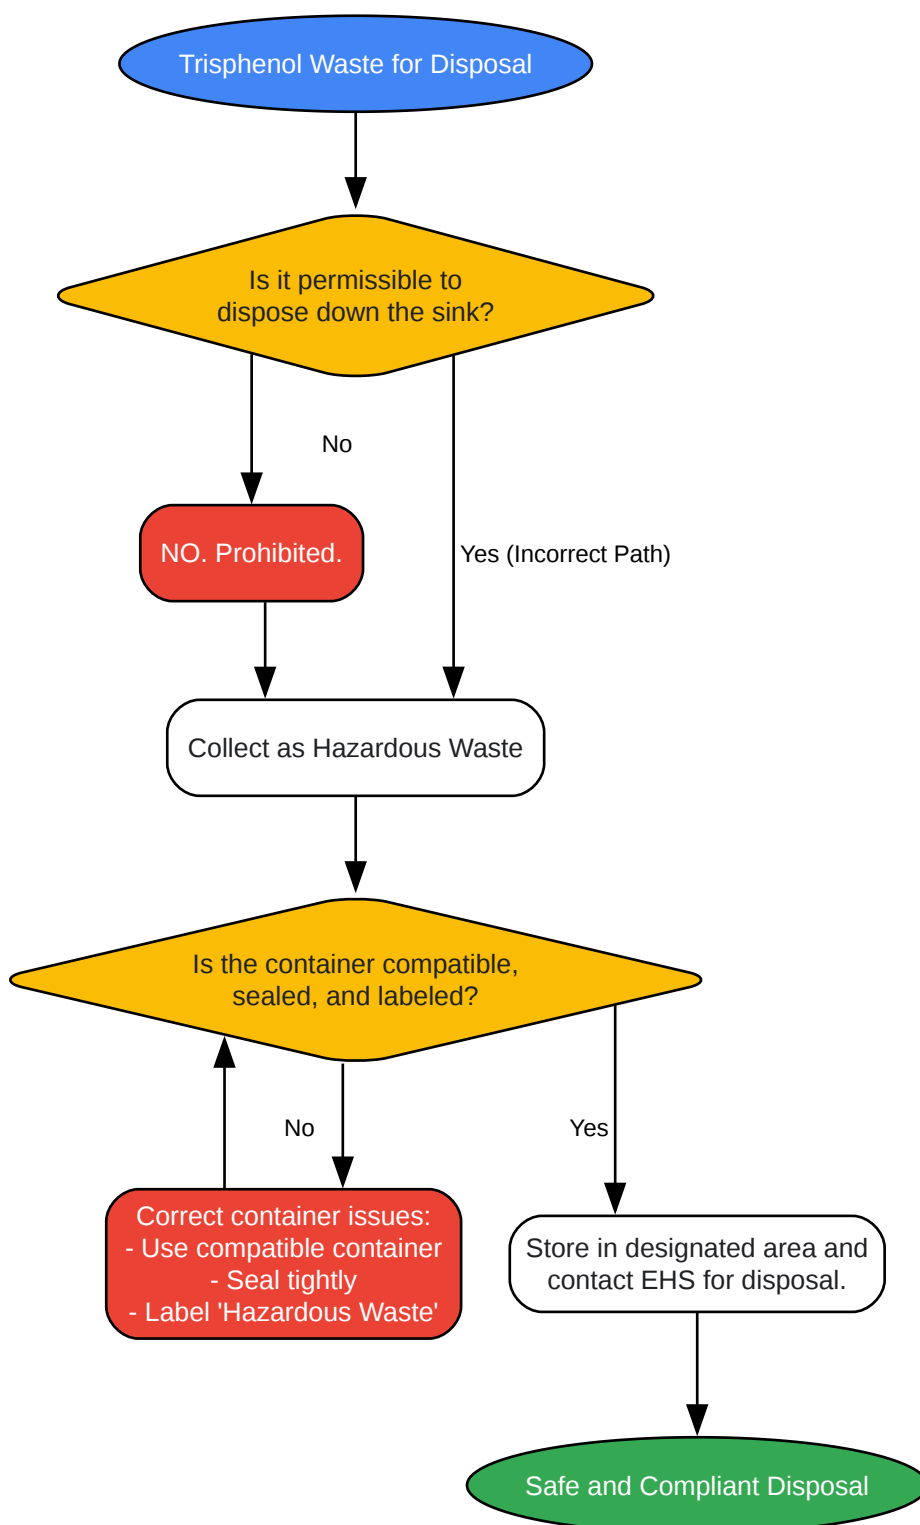 Trisphenol Waste for Disposal
Is it permissible to
dispose down the sink?
No
NO. Prohibited.
Yes (Incorrect Path)
Collect as Hazardous Waste
Is the container compatible,
sealed, and labeled?
No
Yes
Correct container issues:
- Use compatible container
- Seal tightly
- Label 'Hazardous Waste'
Store in designated area and
contact EHS for disposal.
Safe and Compliant Disposal